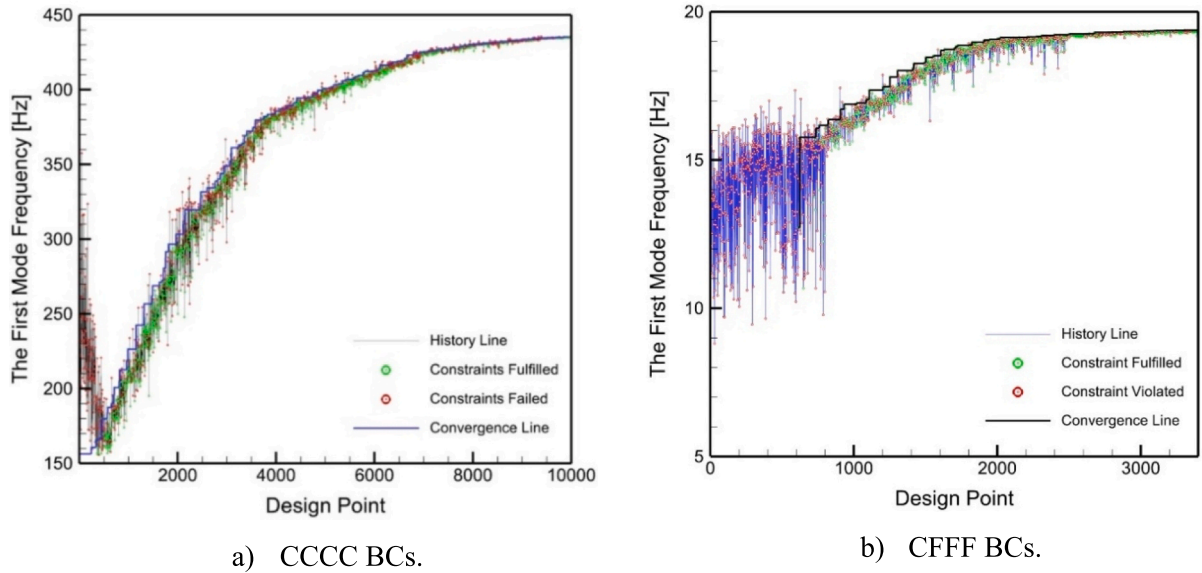 450
400
350
300
250
200
150
The First Mode Frequency [Hz]
History Line
Constraints Fulfilled
Constraints Failed
Convergence Line
2000
4000
6000
8000
10000
Design Point
a) CCCC BCs.
20
15
10
5
The First Mode Frequency [Hz]
History Line
Constraint Fulfilled
Constraint Violated
Convergence Line
0
1000
2000
3000
Design Point
b) CFFF BCs.